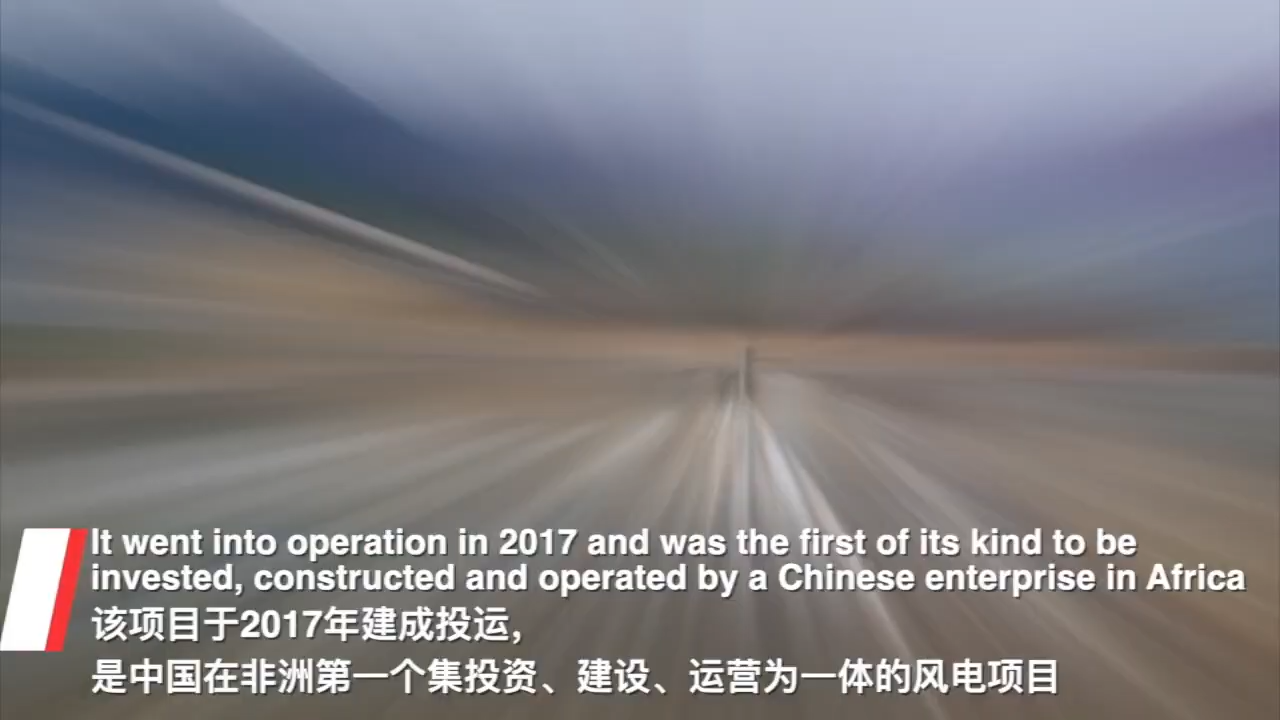 It went into operation in 2017 and was the first of its kind to be
invested, constructed and operated by a Chinese enterprise in Africa
该项目于2017年建成投运，
是中国在非洲第一个集投资、建设、运营为一体的风电项目